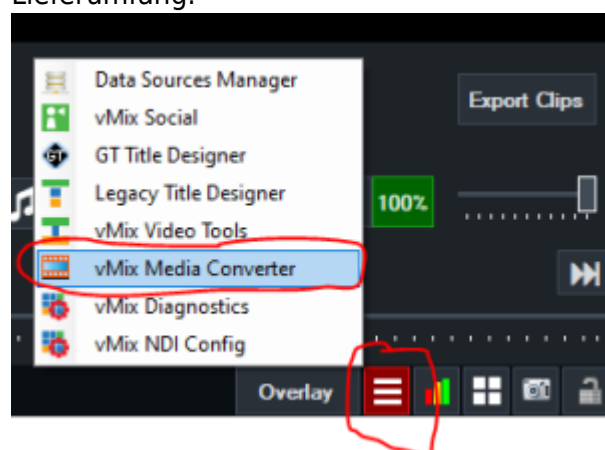 Lieferumfang:
Data Sources Manager
vMix Social
Export Clips
GT Title Designer
Legacy Title Designer
100%
vMix Video Tools
vMix Media Converter
vMix Diagnostics
vMix NDI Config
Overlay